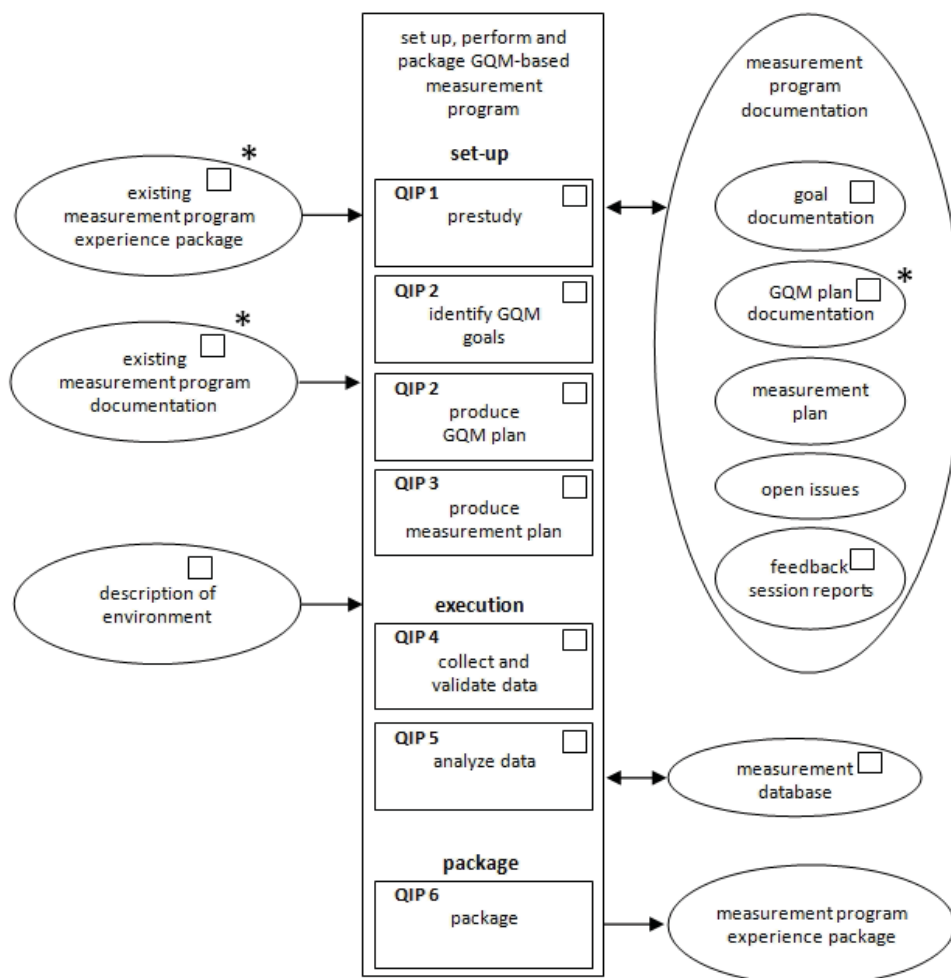 set up, perform and
package GQM-based
measurement
program
set-up
QIP 1
prestudy
QIP 2
identify GQM
goals
QIP 2
produce
GQM plan
QIP 3
produce
measurement plan
execution
QIP 4
collect and
validate data
QIP 5
analyze data
package
QIP 6
package
*
existing
measurement program
experience package
*
existing
measurement program
documentation
description of
environment
measurement
program
documentation
goal
documentation
*
GQM plan
documentation
measurement
plan
open issues
feedback
session reports
measurement
database
measurement program
experience package